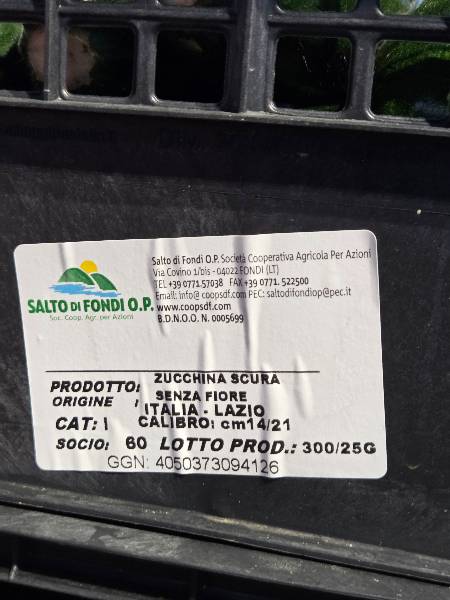 SALTO DI FONDI O.P.
Soc. Coop. Agr. per Azioni
Salto di Fondi O.P. Società Cooperativa Agricola Per Azioni
Via Covino 1/bis - 04022 FONDI (LT)
TEL +39 0771.57038 FAX +39 0771. 522500
Email: info@ coopsdf.com PEC: saltodifondiop@pec.it
www.coopsdf.com
B.D.N.O.O. N. 0005699
PRODOTTO: ZUCCHINA SCURA
SENZA FIORE
ORIGINE : ITALIA - LAZIO
CAT: I CALIBRO: cm14/21
SOCIO: 60 LOTTO PROD.: 300/25G
GGN: 4050373094126